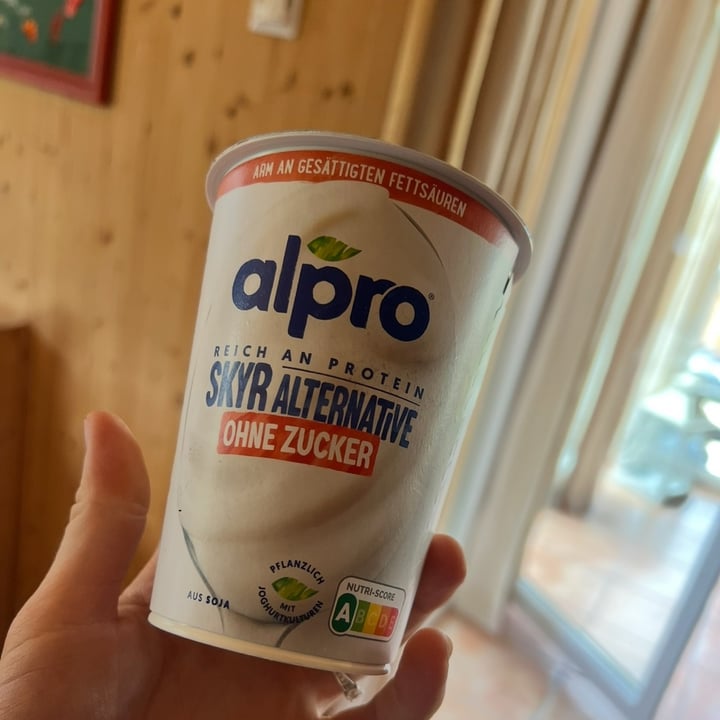 ARM AN GESÄTTIGTEN FETTSÄUREN
alpro®
REICH AN PROTEIN
SKYR ALTERNATIVE
OHNE ZUCKER
AUS SOJA
PFLANZLICH
MIT
JOGHURTKULTUREN
NUTRI-SCORE
A B C D E